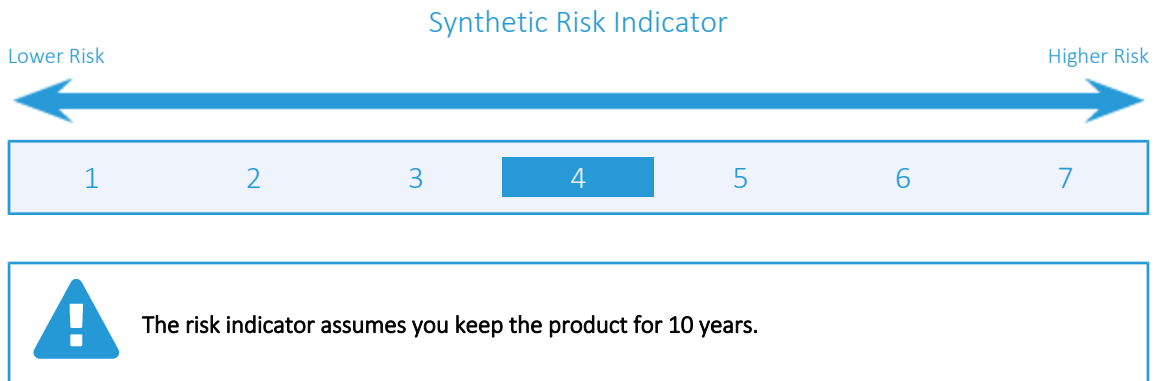 Synthetic Risk Indicator
Lower Risk Higher Risk
1 2 3 4 5 6 7
The risk indicator assumes you keep the product for 10 years.